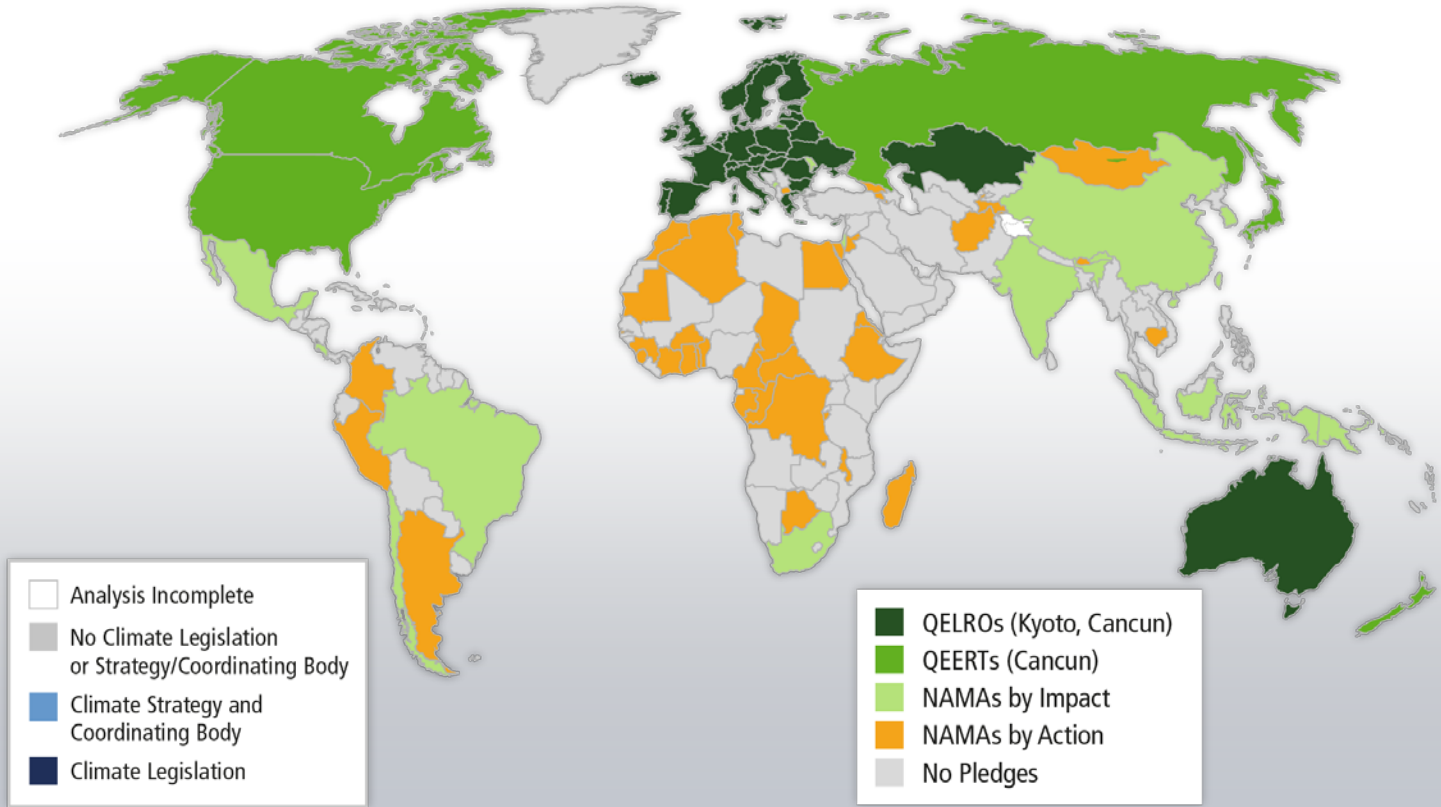 Analysis Incomplete
No Climate Legislation
or Strategy/Coordinating Body
Climate Strategy and
Coordinating Body
Climate Legislation
QELROs (Kyoto, Cancun)
QEERTs (Cancun)
NAMAs by Impact
NAMAs by Action
No Pledges